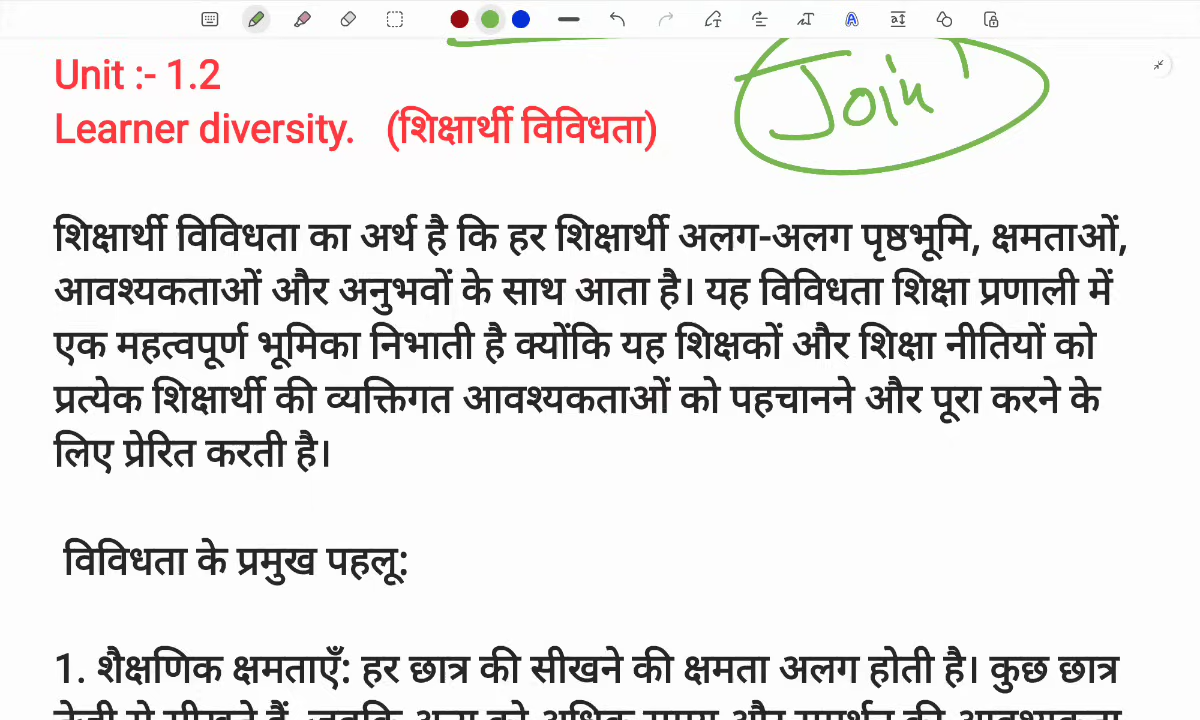 Join
Unit :- 1.2
Learner diversity. (शिक्षार्थी विविधता)
शिक्षार्थी विविधता का अर्थ है कि हर शिक्षार्थी अलग-अलग पृष्ठभूमि, क्षमताओं,
आवश्यकताओं और अनुभवों के साथ आता है। यह विविधता शिक्षा प्रणाली में
एक महत्वपूर्ण भूमिका निभाती है क्योंकि यह शिक्षकों और शिक्षा नीतियों को
प्रत्येक शिक्षार्थी की व्यक्तिगत आवश्यकताओं को पहचानने और पूरा करने के
लिए प्रेरित करती है।
विविधता के प्रमुख पहलू:
1. शैक्षणिक क्षमताएँ: हर छात्र की सीखने की क्षमता अलग होती है। कुछ छात्र